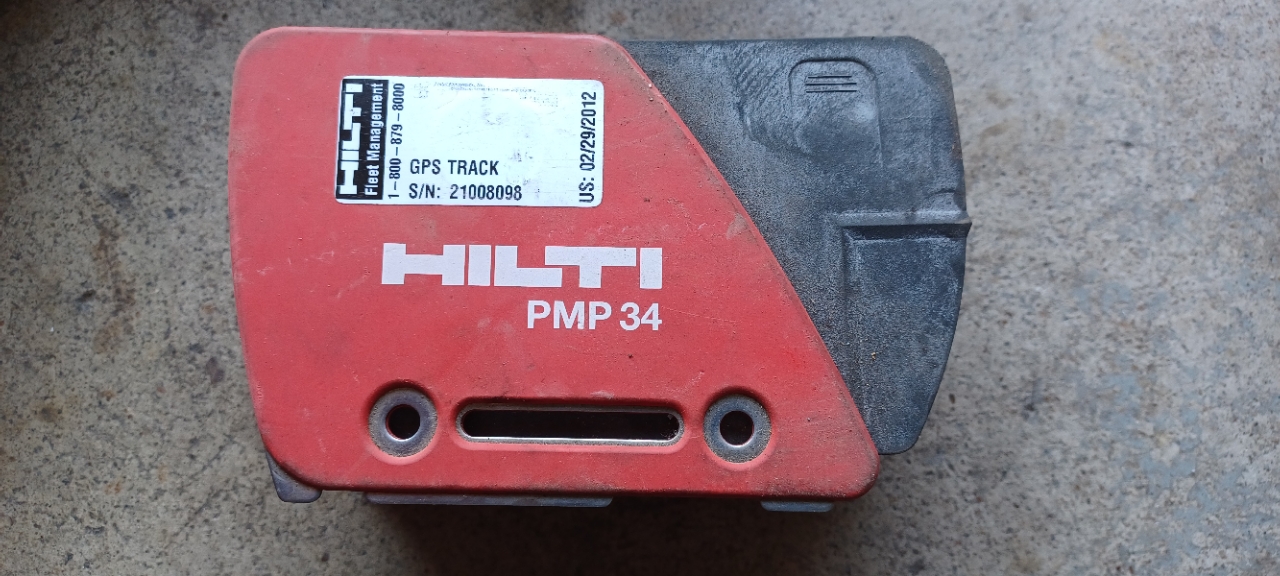 HILTI
Fleet Management
1-800-879-8000
GPS TRACK
S/N: 21008098
US: 02/29/2012
HILTI
PMP 34